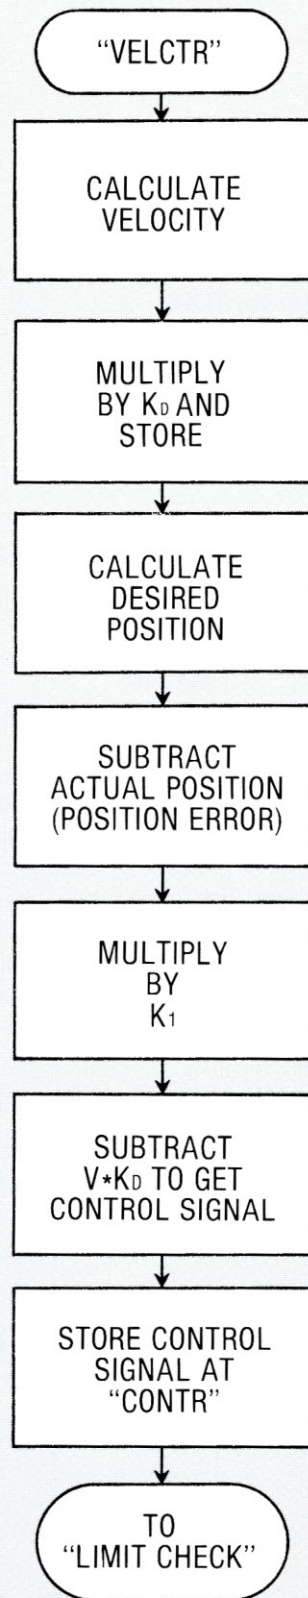 “VELCTR”
CALCULATE
VELOCITY
MULTIPLY
BY KD AND
STORE
CALCULATE
DESIRED
POSITION
SUBTRACT
ACTUAL POSITION
(POSITION ERROR)
MULTIPLY
BY
K1
SUBTRACT
V*KD TO GET
CONTROL SIGNAL
STORE CONTROL
SIGNAL AT
“CONTR”
TO
“LIMIT CHECK”